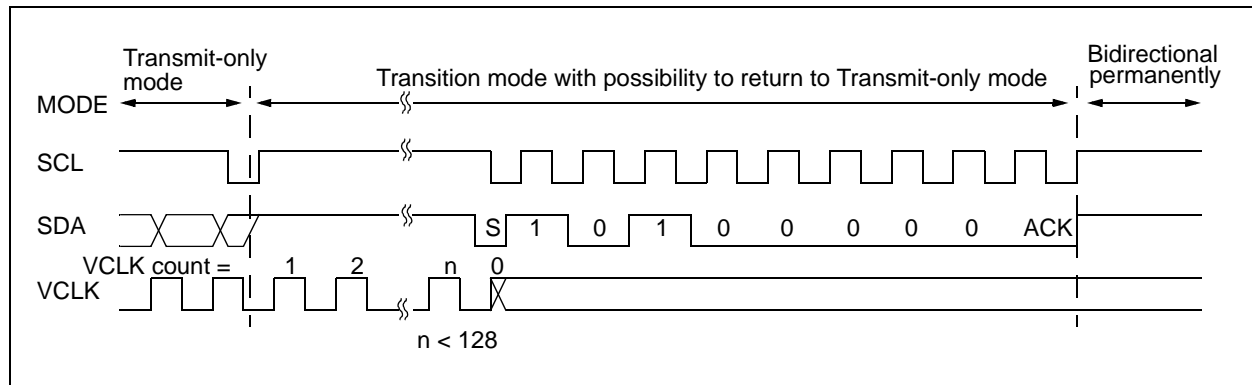 Transmit-only
mode
Transition mode with possibility to return to Transmit-only mode
Bidirectional
permanently
MODE
SCL
SDA
S 1 0 1 0 0 0 0 0 ACK
VCLK count = 1 2 n 0
VCLK
n < 128